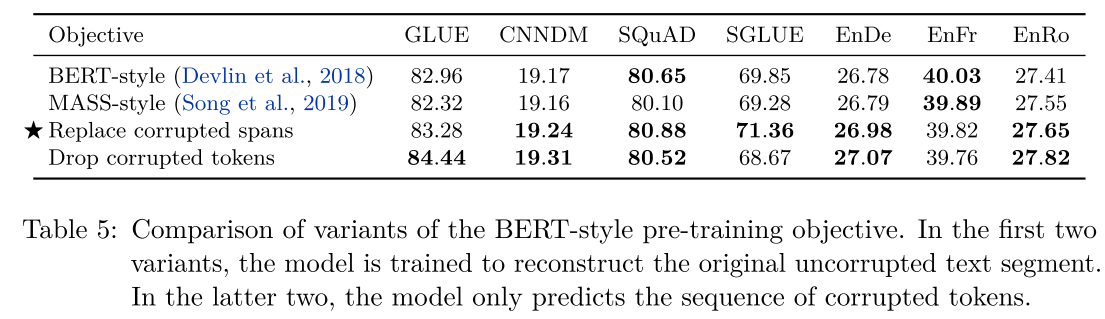 Objective GLUE CNNDM SQuAD SGLUE EnDe EnFr EnRo
BERT-style (Devlin et al., 2018) 82.96 19.17 80.65 69.85 26.78 40.03 27.41
MASS-style (Song et al., 2019) 82.32 19.16 80.10 69.28 26.79 39.89 27.55
★ Replace corrupted spans 83.28 19.24 80.88 71.36 26.98 39.82 27.65
Drop corrupted tokens 84.44 19.31 80.52 68.67 27.07 39.76 27.82
Table 5: Comparison of variants of the BERT-style pre-training objective. In the first two
variants, the model is trained to reconstruct the original uncorrupted text segment.
In the latter two, the model only predicts the sequence of corrupted tokens.